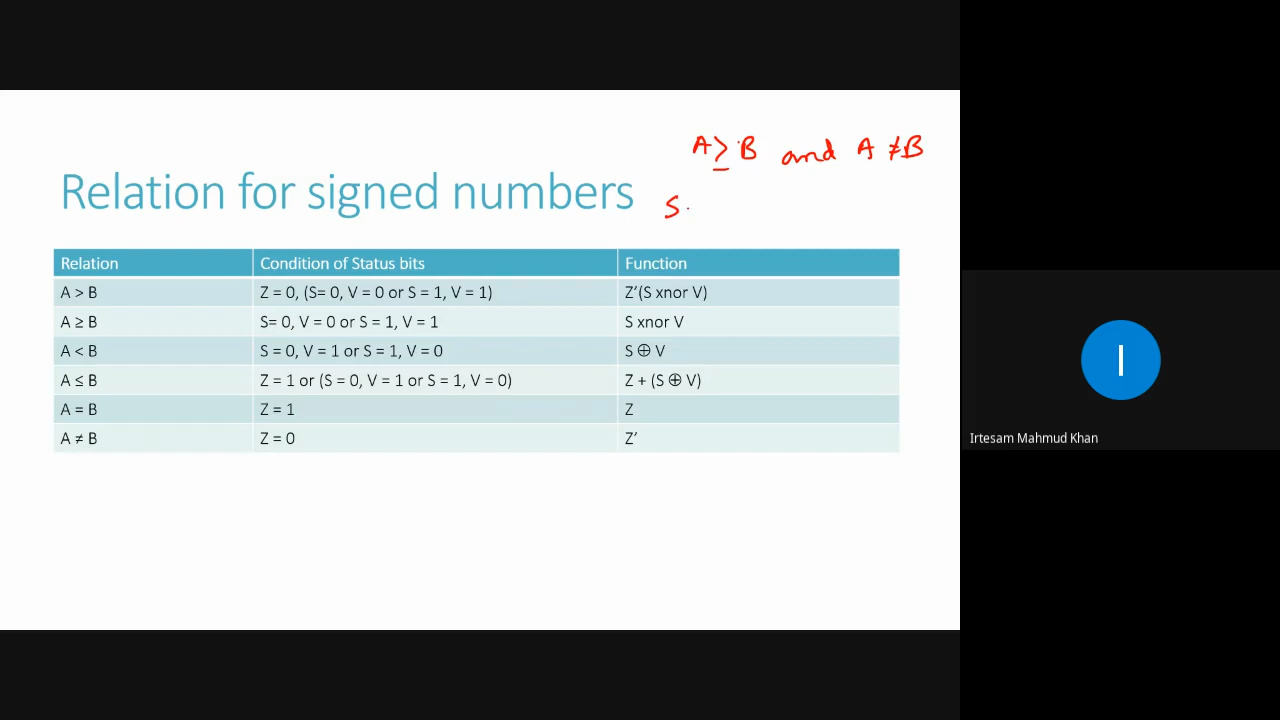 A ≥ B and A ≠ B
Relation for signed numbers
S.
Relation Condition of Status bits Function
A > B Z = 0, (S= 0, V = 0 or S = 1, V = 1) Z’(S xnor V)
A ≥ B S= 0, V = 0 or S = 1, V = 1 S xnor V
A < B S = 0, V = 1 or S = 1, V = 0 S ⊕ V
A ≤ B Z = 1 or (S = 0, V = 1 or S = 1, V = 0) Z + (S ⊕ V)
A = B Z = 1 Z
A ≠ B Z = 0 Z’
I
Irtesam Mahmud Khan